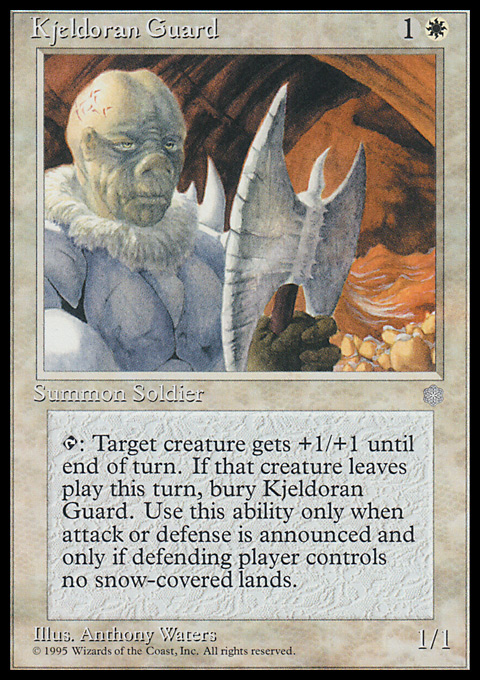 Kjeldoran Guard 1
Summon Soldier
: Target creature gets +1/+1 until
end of turn. If that creature leaves
play this turn, bury Kjeldoran
Guard. Use this ability only when
attack or defense is announced and
only if defending player controls
no snow-covered lands.
Illus. Anthony Waters
1/1
© 1995 Wizards of the Coast, Inc. All rights reserved.